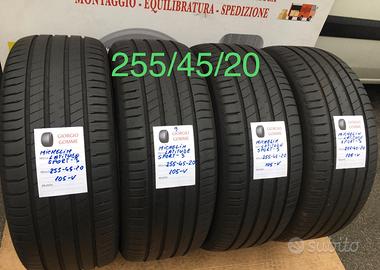 MONTAGGIO - EQUILIBRATURA - SPEDIZIONE
255/45/20
GIORGIO
GOMME
MICHELIN
LATITUDE
SPORT-3
255-45-20
105-V
GIORGIO
GOMME
MICHELIN
LATITUDE
SPORT-3
255-45-20
105-V
GIORGIO
GOMME
MICHELIN
LATITUDE
SPORT-3
255-45-20
105-V
GIORGIO
GOMME
MICHELIN
LATITUDE
SPORT-3
255-45-20
105-V
subito